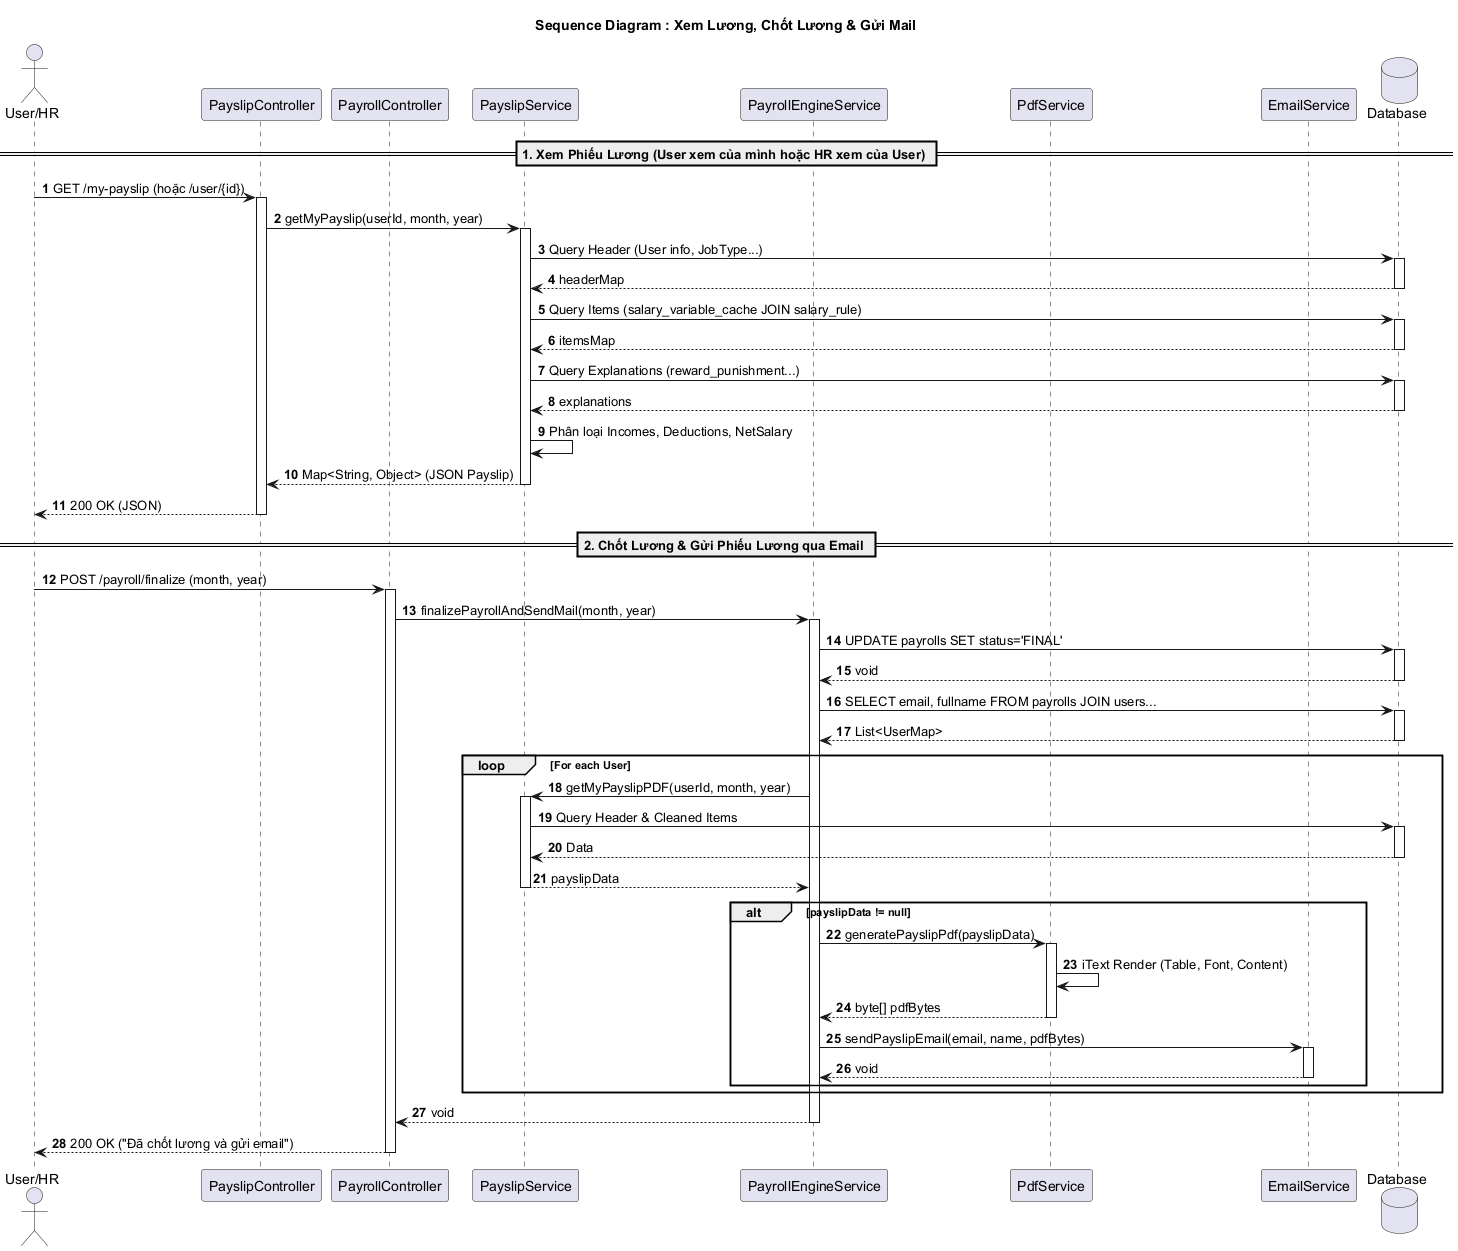 Sequence Diagram : Xem Lương, Chốt Lương & Gửi Mail
User/HR
PayslipController
PayrollController
PayslipService
PayrollEngineService
PdfService
EmailService
Database
1. Xem Phiếu Lương (User xem của mình hoặc HR xem của User)
1 GET /my-payslip (hoặc /user/{id})
2 getMyPayslip(userId, month, year)
3 Query Header (User info, JobType...)
4 headerMap
5 Query Items (salary_variable_cache JOIN salary_rule)
6 itemsMap
7 Query Explanations (reward_punishment...)
8 explanations
9 Phân loại Incomes, Deductions, NetSalary
10 Map<String, Object> (JSON Payslip)
11 200 OK (JSON)
2. Chốt Lương & Gửi Phiếu Lương qua Email
12 POST /payroll/finalize (month, year)
13 finalizePayrollAndSendMail(month, year)
14 UPDATE payrolls SET status='FINAL'
15 void
16 SELECT email, fullname FROM payrolls JOIN users...
17 List<UserMap>
loop [For each User]
18 getMyPayslipPDF(userId, month, year)
19 Query Header & Cleaned Items
20 Data
21 payslipData
alt [payslipData != null]
22 generatePayslipPdf(payslipData)
23 iText Render (Table, Font, Content)
24 byte[] pdfBytes
25 sendPayslipEmail(email, name, pdfBytes)
26 void
27 void
28 200 OK ("Đã chốt lương và gửi email")
User/HR
PayslipController
PayrollController
PayslipService
PayrollEngineService
PdfService
EmailService
Database